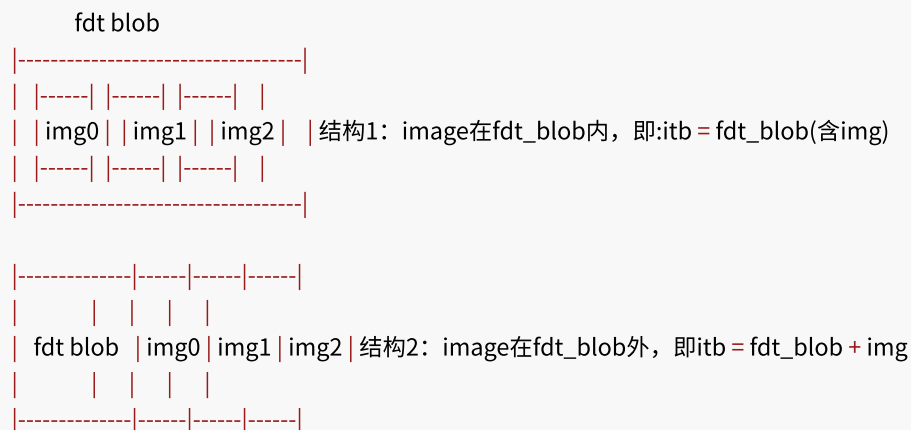 fdt blob
|-----------------------------------|
| |------| |------| |------| |
| | img0 | | img1 | | img2 | | 结构1：image在fdt_blob内，即:itb = fdt_blob(含img)
| |------| |------| |------| |
|-----------------------------------|
|--------------|------|------|------|
| | | | |
| fdt blob | img0 | img1 | img2 | 结构2：image在fdt_blob外，即itb = fdt_blob + img
| | | | |
|--------------|------|------|------|